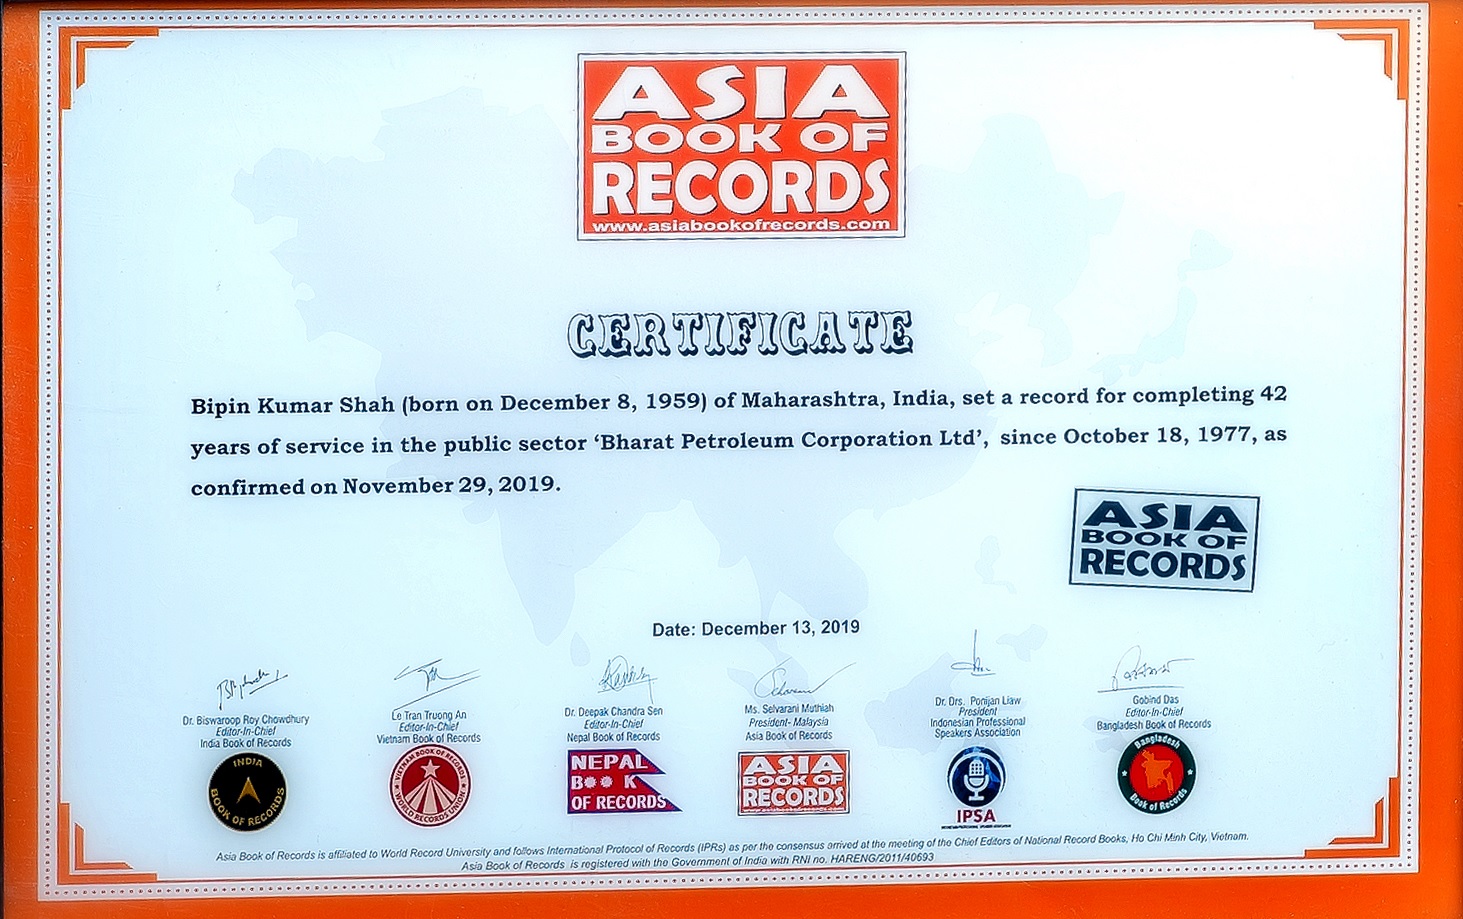 ASIA
BOOK OF
RECORDS
www.asiabookofrecords.com
CERTIFICATE
Bipin Kumar Shah (born on December 8, 1959) of Maharashtra, India, set a record for completing 42
years of service in the public sector ‘Bharat Petroleum Corporation Ltd’, since October 18, 1977, as
confirmed on November 29, 2019.
ASIA
BOOK OF
RECORDS
Date: December 13, 2019
Dr. Biswaroop Roy Chowdhury
Editor-In-Chief
India Book of Records
Le Tran Truong An
Editor-In-Chief
Vietnam Book of Records
Dr. Deepak Chandra Sen
Editor-In-Chief
Nepal Book of Records
Ms. Selvarani Muthiah
President- Malaysia
Asia Book of Records
Dr. Drs. Ponijan Liaw
President
Indonesian Professional
Speakers Association
Gobind Das
Editor-In-Chief
Bangladesh Book of Records
INDIA
BOOK OF RECORDS
VIETNAM BOOK OF RECORDS
WORLD RECORDS UNION
NEPAL
BOOK
OF RECORDS
ASIA
BOOK OF
RECORDS
IPSA
Bangladesh
Book of Records
Asia Book of Records is affiliated to World Record University and follows International Protocol of Records (IPRs) as per the consensus arrived at the meeting of the Chief Editors of National Record Books, Ho Chi Minh City, Vietnam.
Asia Book of Records is registered with the Government of India with RNI no. HARENG/2011/40693